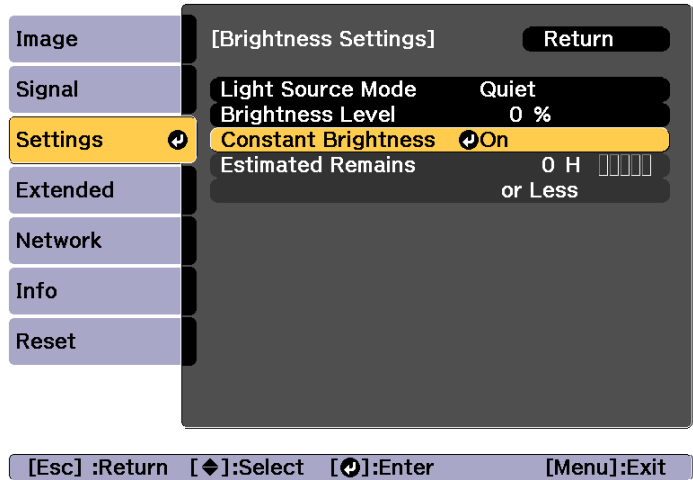 Image
Signal
Settings
Extended
Network
Info
Reset
[Brightness Settings] Return
Light Source Mode Quiet
Brightness Level 0 %
Constant Brightness On
Estimated Remains 0 H
or Less
[Esc] :Return [◆]:Select [⏎]:Enter [Menu]:Exit